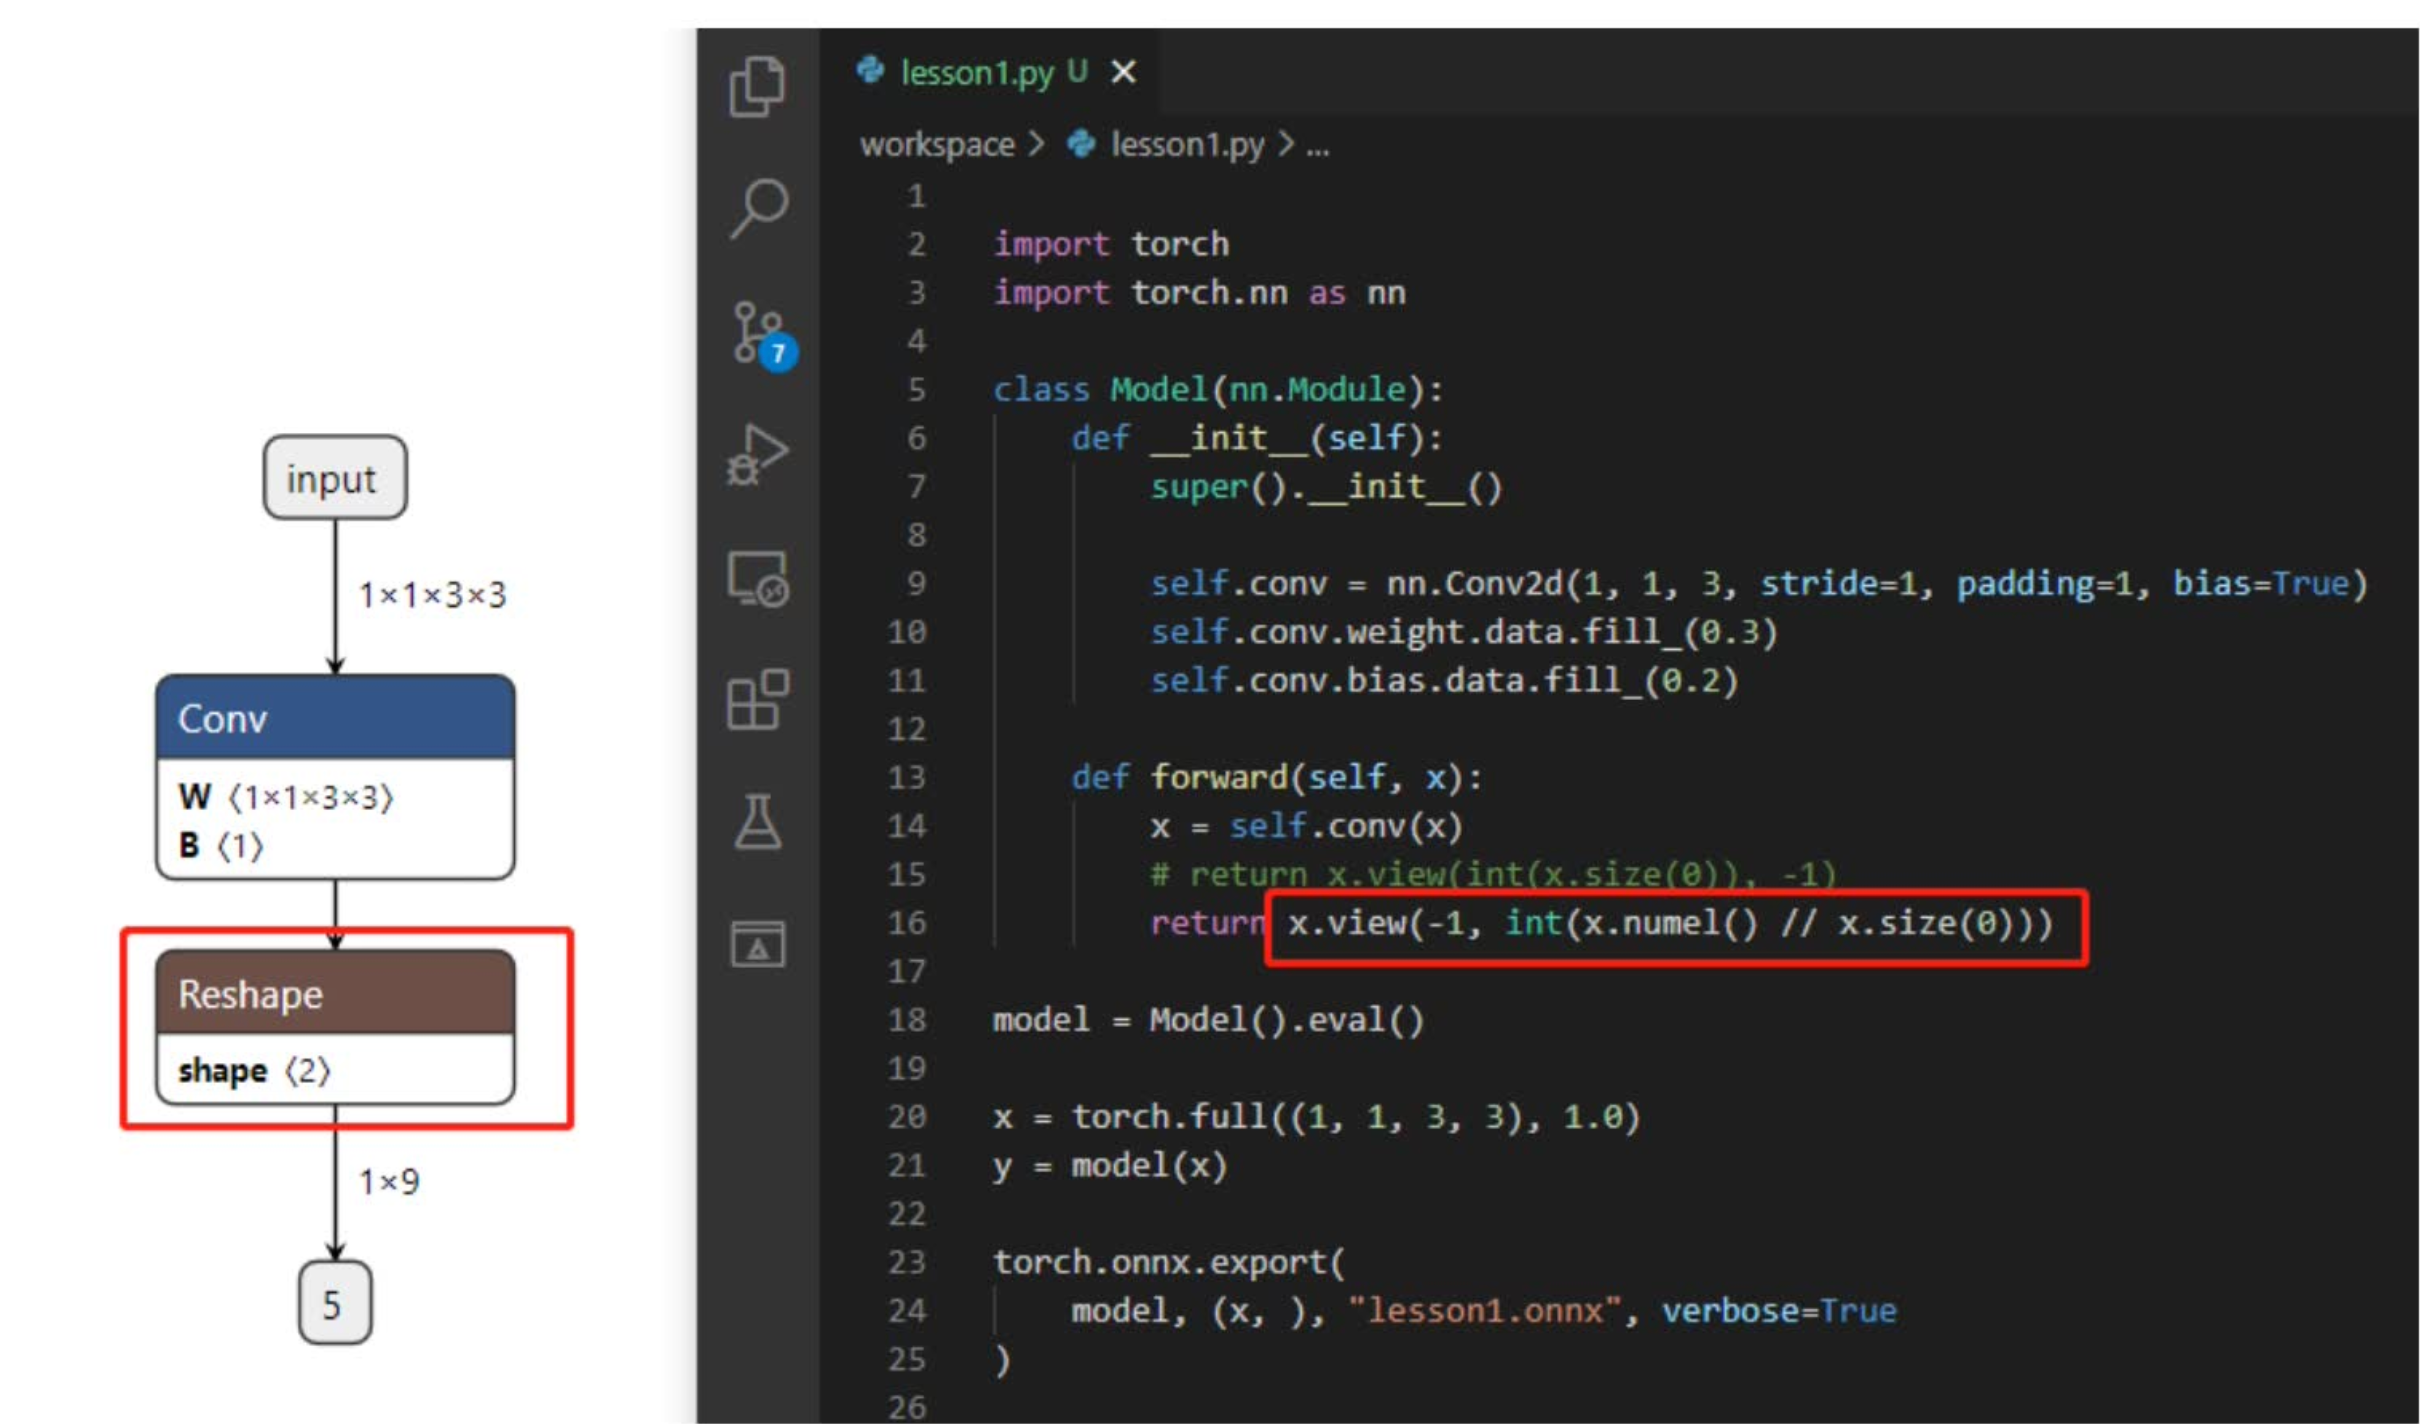 input
1×1×3×3
Conv
W ⟨1×1×3×3⟩
B ⟨1⟩
Reshape
shape ⟨2⟩
1×9
5
7
lesson1.py U ×
workspace > lesson1.py > ...
1
2 import torch
3 import torch.nn as nn
4
5 class Model(nn.Module):
6 def __init__(self):
7 super().__init__()
8
9 self.conv = nn.Conv2d(1, 1, 3, stride=1, padding=1, bias=True)
10 self.conv.weight.data.fill_(0.3)
11 self.conv.bias.data.fill_(0.2)
12
13 def forward(self, x):
14 x = self.conv(x)
15 # return x.view(int(x.size(0)), -1)
16 return x.view(-1, int(x.numel() // x.size(0)))
17
18 model = Model().eval()
19
20 x = torch.full((1, 1, 3, 3), 1.0)
21 y = model(x)
22
23 torch.onnx.export(
24 model, (x, ), "lesson1.onnx", verbose=True
25 )
26